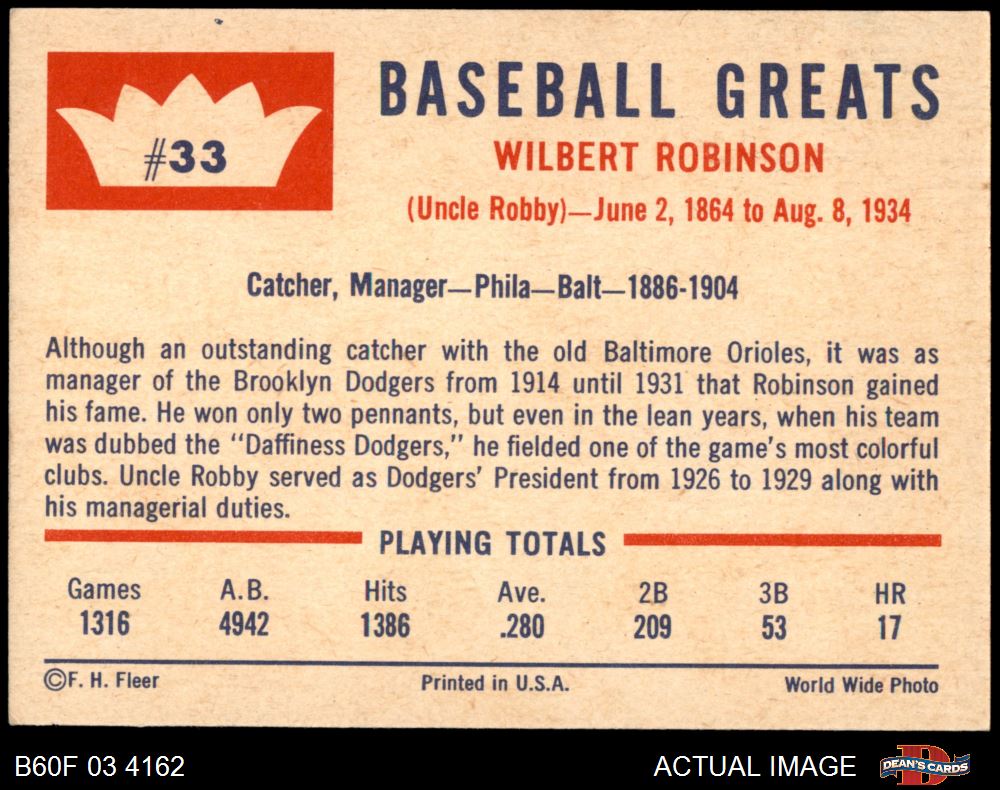 #33
BASEBALL GREATS
WILBERT ROBINSON
(Uncle Robby)—June 2, 1864 to Aug. 8, 1934
Catcher, Manager—Phila—Balt—1886-1904
Although an outstanding catcher with the old Baltimore Orioles, it was as
manager of the Brooklyn Dodgers from 1914 until 1931 that Robinson gained
his fame. He won only two pennants, but even in the lean years, when his team
was dubbed the "Daffiness Dodgers," he fielded one of the game's most colorful
clubs. Uncle Robby served as Dodgers' President from 1926 to 1929 along with
his managerial duties.
PLAYING TOTALS
Games A.B. Hits Ave. 2B 3B HR
1316 4942 1386 .280 209 53 17
©F. H. Fleer Printed in U.S.A. World Wide Photo
B60F 03 4162 ACTUAL IMAGE DEAN'S CARDS